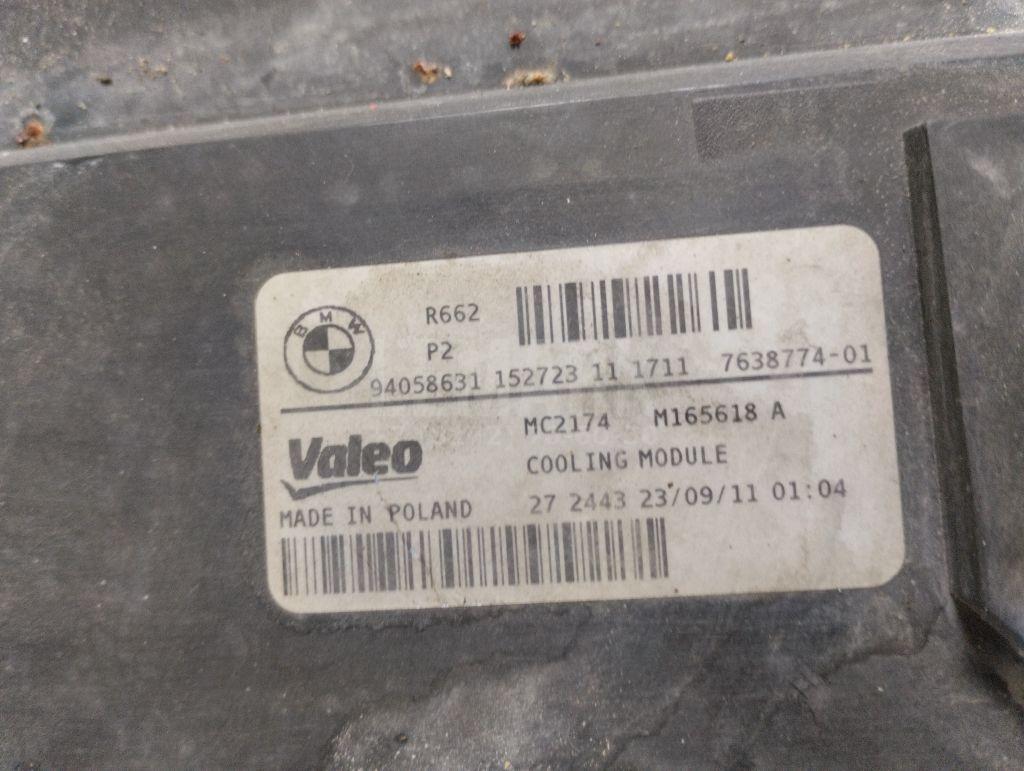 BMW
R662
P2
94058631 152723 11 1711 7638774-01
Valeo
MC2174 M165618 A
COOLING MODULE
MADE IN POLAND 27 2443 23/09/11 01:04